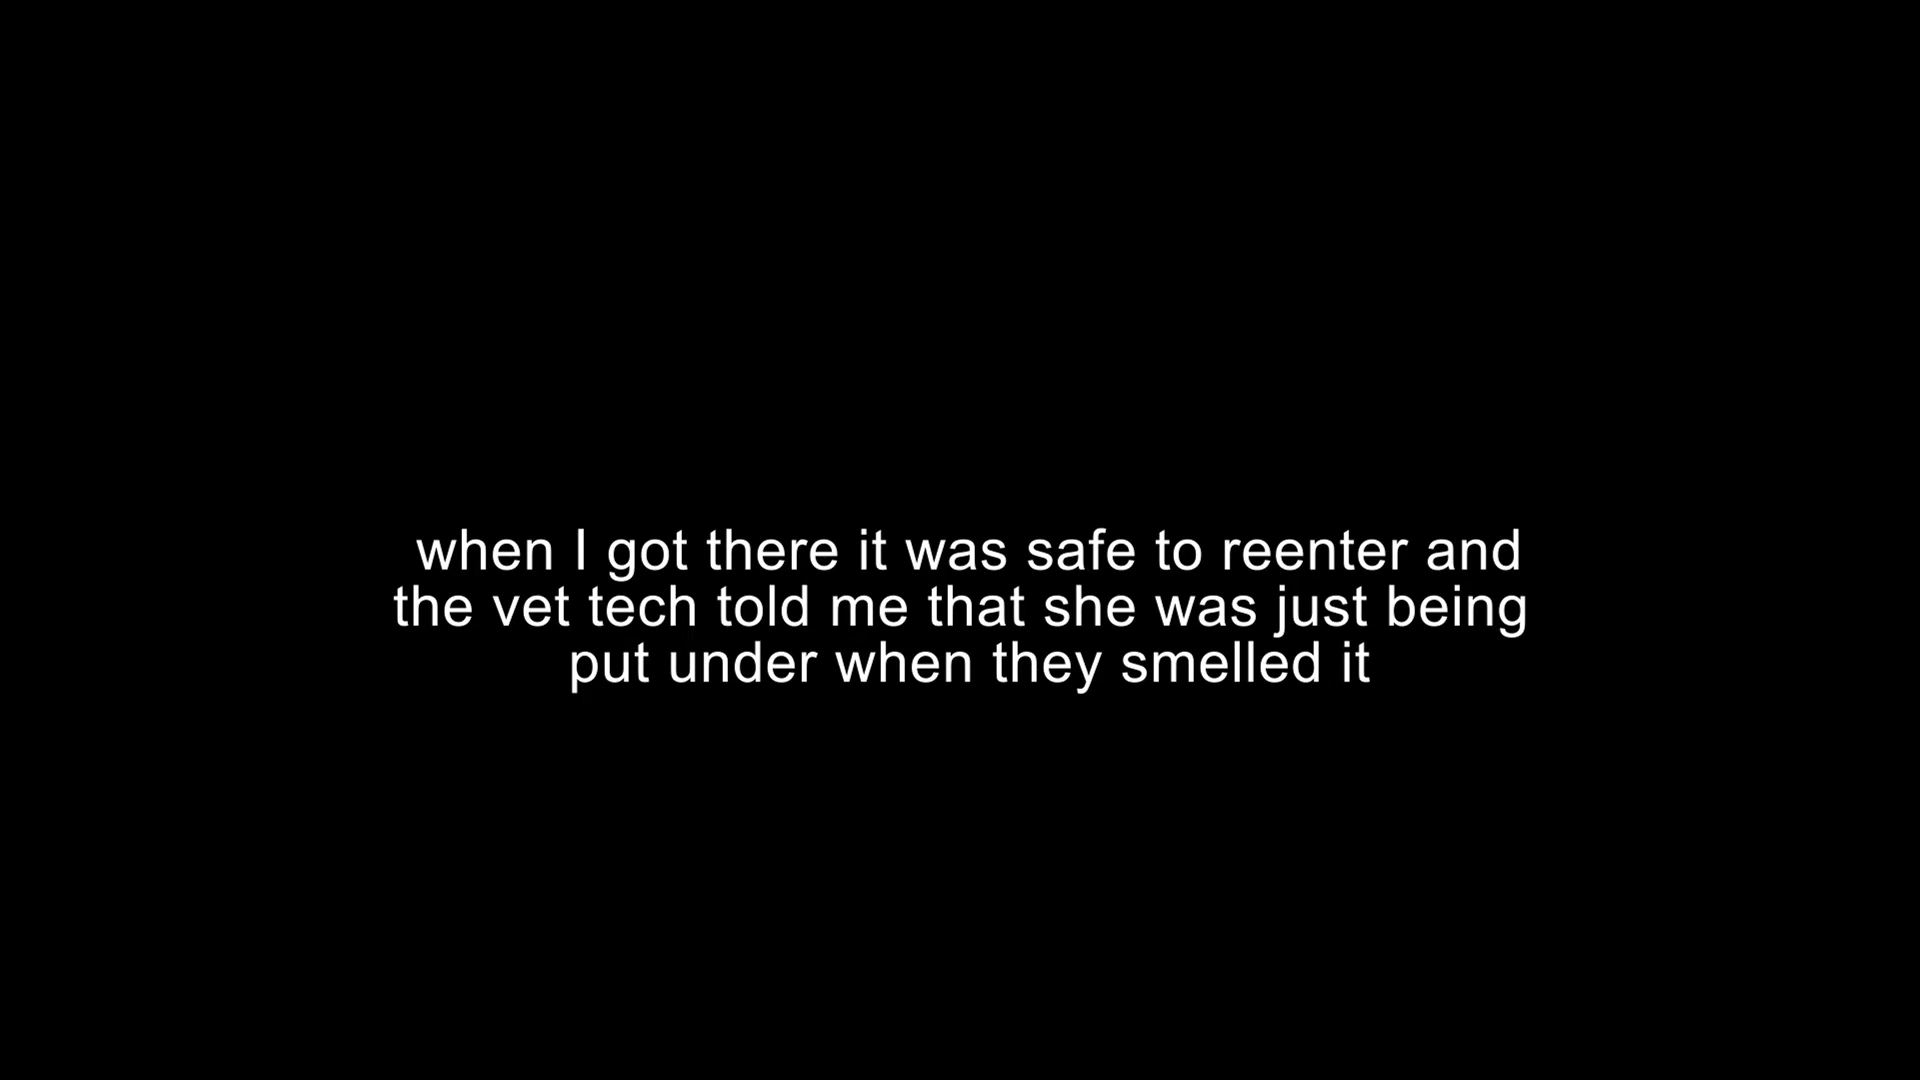 when I got there it was safe to reenter and
the vet tech told me that she was just being
put under when they smelled it